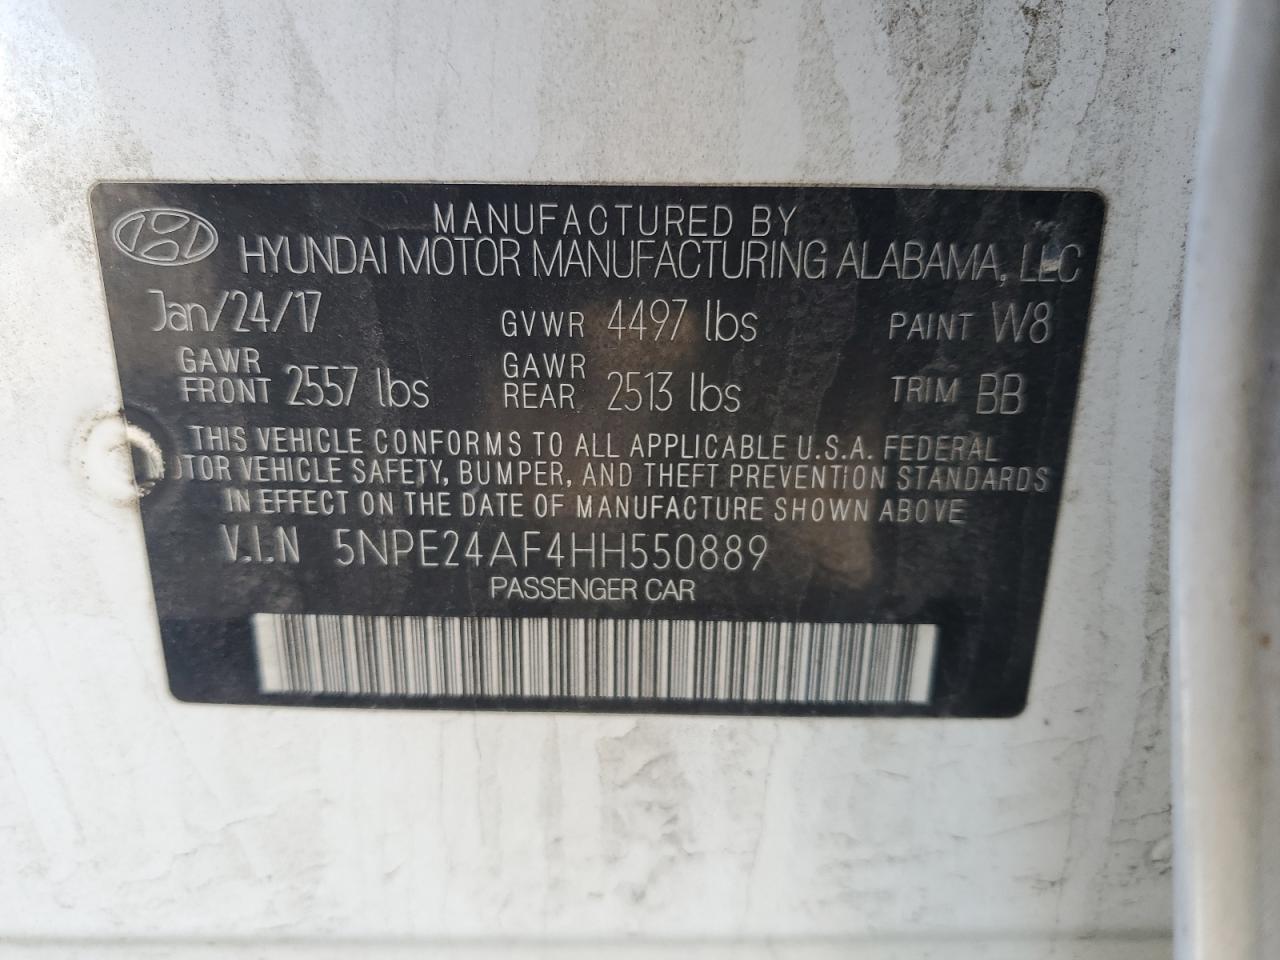 MANUFACTURED BY
HYUNDAI MOTOR MANUFACTURING ALABAMA, LLC
Jan/24/17 GVWR 4497 lbs PAINT W8
GAWR FRONT 2557 lbs GAWR REAR 2513 lbs TRIM BB
THIS VEHICLE CONFORMS TO ALL APPLICABLE U.S.A. FEDERAL
OTOR VEHICLE SAFETY, BUMPER, AND THEFT PREVENTION STANDARDS
IN EFFECT ON THE DATE OF MANUFACTURE SHOWN ABOVE
V.I.N 5NPE24AF4HH550889
PASSENGER CAR